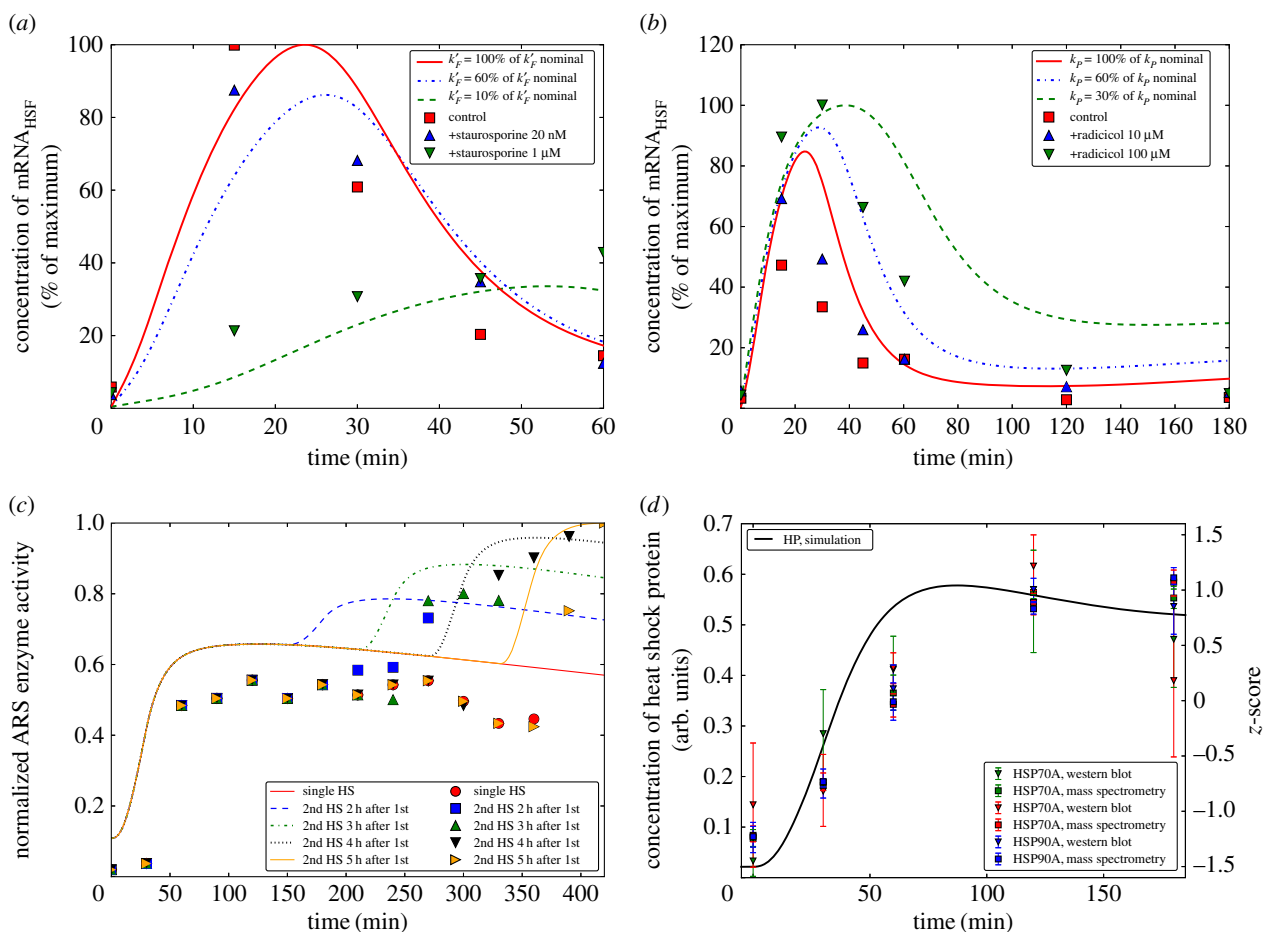 (a)
100
80
60
40
20
0
10
20
30
40
50
60
concentration of mRNA_HSF
(% of maximum)
time (min)
k′_F = 100% of k′_F nominal
k′_F = 60% of k′_F nominal
k′_F = 10% of k′_F nominal
control
+staurosporine 20 nM
+staurosporine 1 µM
(b)
120
100
80
60
40
20
0
20
40
60
80
100
120
140
160
180
concentration of mRNA_HSF
(% of maximum)
time (min)
k_P = 100% of k_P nominal
k_P = 60% of k_P nominal
k_P = 30% of k_P nominal
control
+radicicol 10 µM
+radicicol 100 µM
(c)
1.0
0.8
0.6
0.4
0.2
0
50
100
150
200
250
300
350
400
normalized ARS enzyme activity
time (min)
single HS
2nd HS 2 h after 1st
2nd HS 3 h after 1st
2nd HS 4 h after 1st
2nd HS 5 h after 1st
single HS
2nd HS 2 h after 1st
2nd HS 3 h after 1st
2nd HS 4 h after 1st
2nd HS 5 h after 1st
(d)
0.7
0.6
0.5
0.4
0.3
0.2
0.1
0
50
100
150
1.5
1.0
0.5
0
−0.5
−1.0
−1.5
concentration of heat shock protein
(arb. units)
z-score
time (min)
HP, simulation
HSP70A, western blot
HSP70A, mass spectrometry
HSP70A, western blot
HSP70A, mass spectrometry
HSP90A, western blot
HSP90A, mass spectrometry